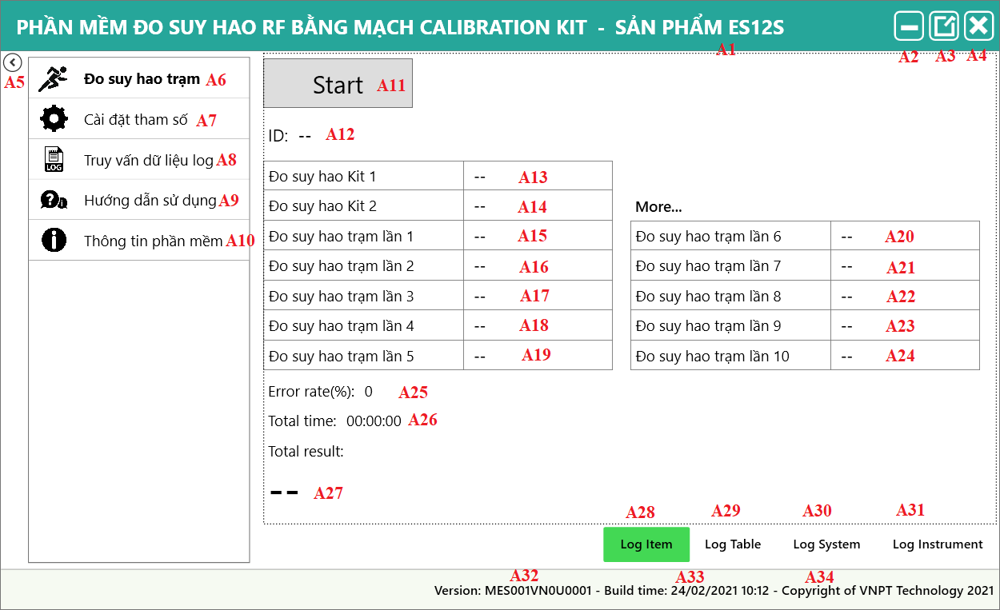 PHẦN MỀM ĐO SUY HAO RF BẰNG MẠCH CALIBRATION KIT - SẢN PHẨM ES12S
A1
A2 A3 A4
A5
Đo suy hao trạm A6
Cài đặt tham số A7
LOG
Truy vấn dữ liệu log A8
Hướng dẫn sử dụng A9
Thông tin phần mềm A10
Start A11
ID: -- A12
Đo suy hao Kit 1 -- A13
Đo suy hao Kit 2 -- A14
Đo suy hao trạm lần 1 -- A15
Đo suy hao trạm lần 2 -- A16
Đo suy hao trạm lần 3 -- A17
Đo suy hao trạm lần 4 -- A18
Đo suy hao trạm lần 5 -- A19
More...
Đo suy hao trạm lần 6 -- A20
Đo suy hao trạm lần 7 -- A21
Đo suy hao trạm lần 8 -- A22
Đo suy hao trạm lần 9 -- A23
Đo suy hao trạm lần 10 -- A24
Error rate(%): 0 A25
Total time: 00:00:00 A26
Total result:
-- A27
A28 A29 A30 A31
Log Item Log Table Log System Log Instrument
A32 A33 A34
Version: MES001VN0U0001 - Build time: 24/02/2021 10:12 - Copyright of VNPT Technology 2021